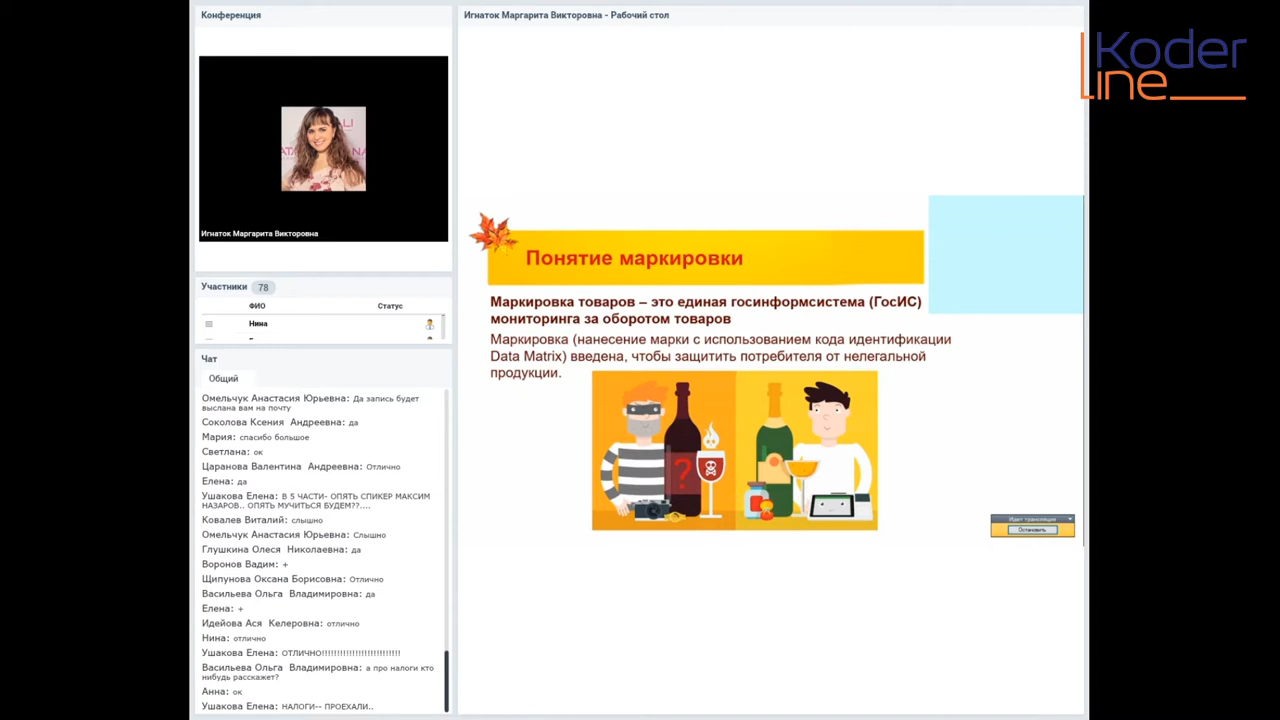 Конференция
Игнаток Маргарита Викторовна - Рабочий стол
Koder
line
Игнаток Маргарита Викторовна
Участники 78
ФИО Статус
Нина
Чат
Общий
Омельчук Анастасия Юрьевна: Да запись будет
выслана вам на почту
Соколова Ксения Андреевна: да
Мария: спасибо большое
Светлана: ок
Царанова Валентина Андреевна: Отлично
Елена: да
Ушакова Елена: В 5 ЧАСТИ- ОПЯТЬ СПИКЕР МАКСИМ
НАЗАРОВ.. ОПЯТЬ МУЧИТЬСЯ БУДЕМ??....
Ковалев Виталий: слышно
Омельчук Анастасия Юрьевна: Слышно
Глушкина Олеся Николаевна: да
Воронов Вадим: +
Щипунова Оксана Борисовна: Отлично
Васильева Ольга Владимировна: да
Елена: +
Идейова Ася Келеровна: отлично
Нина: отлично
Ушакова Елена: ОТЛИЧНО!!!!!!!!!!!!!!!!!!!!!!!!!
Васильева Ольга Владимировна: а про налоги кто
нибудь расскажет?
Анна: ок
Ушакова Елена: НАЛОГИ-- ПРОЕХАЛИ..
Понятие маркировки
Маркировка товаров – это единая госинформсистема (ГосИС)
мониторинга за оборотом товаров
Маркировка (нанесение марки с использованием кода идентификации
Data Matrix) введена, чтобы защитить потребителя от нелегальной
продукции.
?
Идет трансляция
Остановить